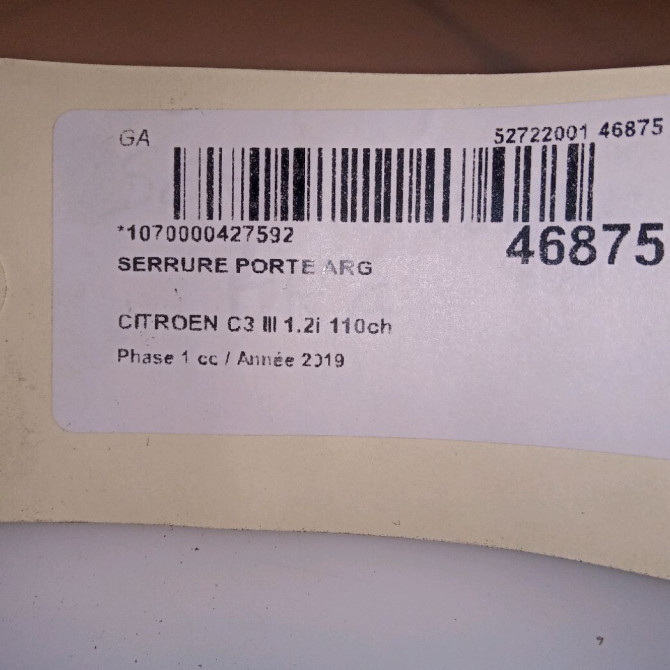 GA
52722001 46875
*1070000427592
46875
SERRURE PORTE ARG
CITROEN C3 III 1.2i 110ch
Phase 1 cc / Année 2019